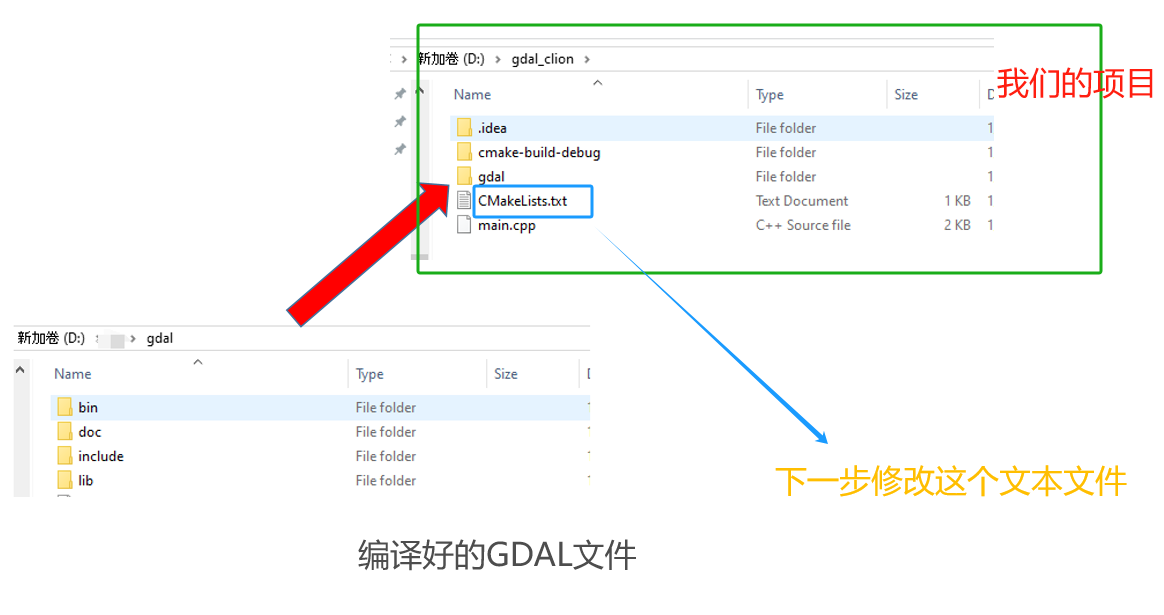 新加卷 (D:) > gdal_clion >
我们的项目
Name Type Size
.idea File folder 1
cmake-build-debug File folder 1
gdal File folder 1
CMakeLists.txt Text Document 1 KB 1
main.cpp C++ Source file 2 KB 1
新加卷 (D:) > gdal
Name Type Size
bin File folder
doc File folder
include File folder
lib File folder
下一步修改这个文本文件
编译好的GDAL文件